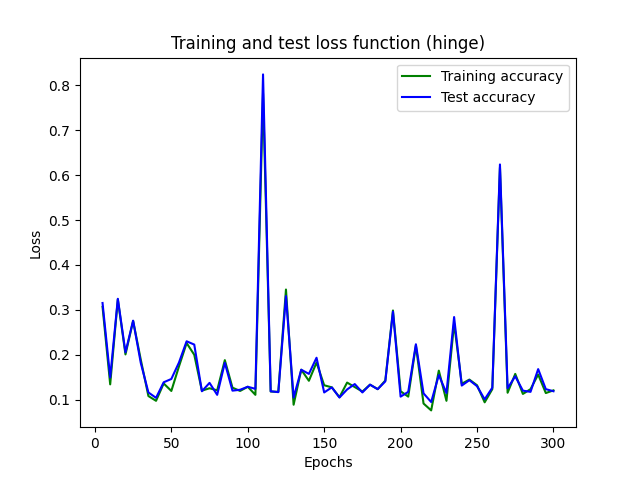 Training and test loss function (hinge)
Training accuracy
Test accuracy
Loss
0.8
0.7
0.6
0.5
0.4
0.3
0.2
0.1
0 50 100 150 200 250 300
Epochs